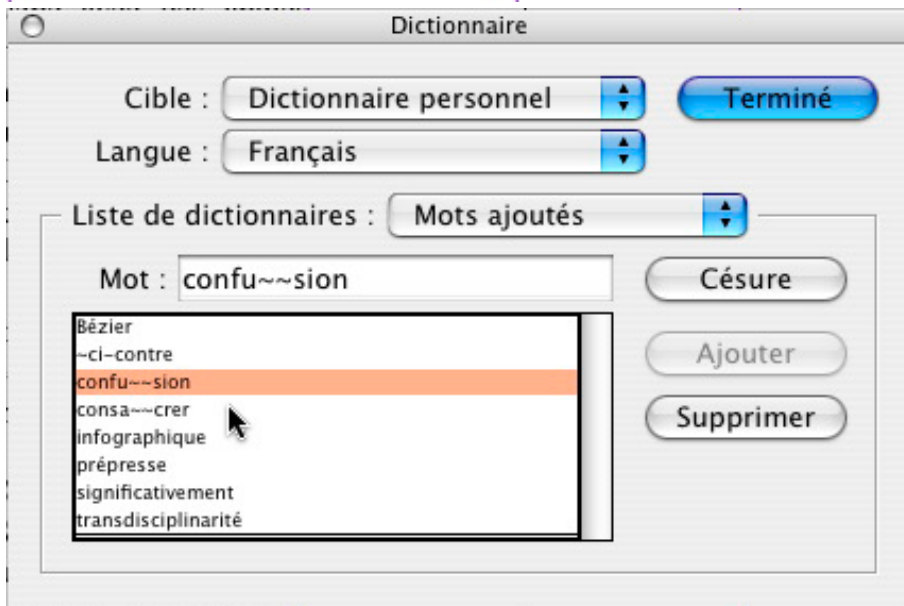 Dictionnaire
Cible : Dictionnaire personnel Terminé
Langue : Français
Liste de dictionnaires : Mots ajoutés
Mot : confu~~sion Césure
Bézier
~ci-contre
confu~~sion
consa~~crer
infographique
prépresse
significativement
transdisciplinarité
Ajouter
Supprimer